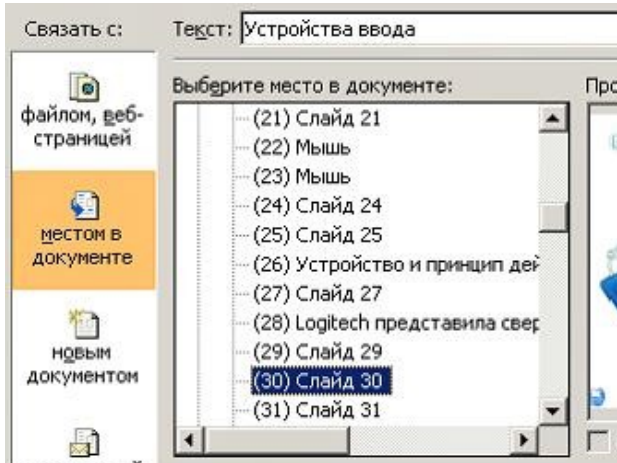 Связать с:
Текст: Устройства ввода
файлом, веб-
страницей
местом в
документе
новым
документом
Выберите место в документе:
(21) Слайд 21
(22) Мышь
(23) Мышь
(24) Слайд 24
(25) Слайд 25
(26) Устройство и принцип дей
(27) Слайд 27
(28) Logitech представила свер
(29) Слайд 29
(30) Слайд 30
(31) Слайд 31
Про